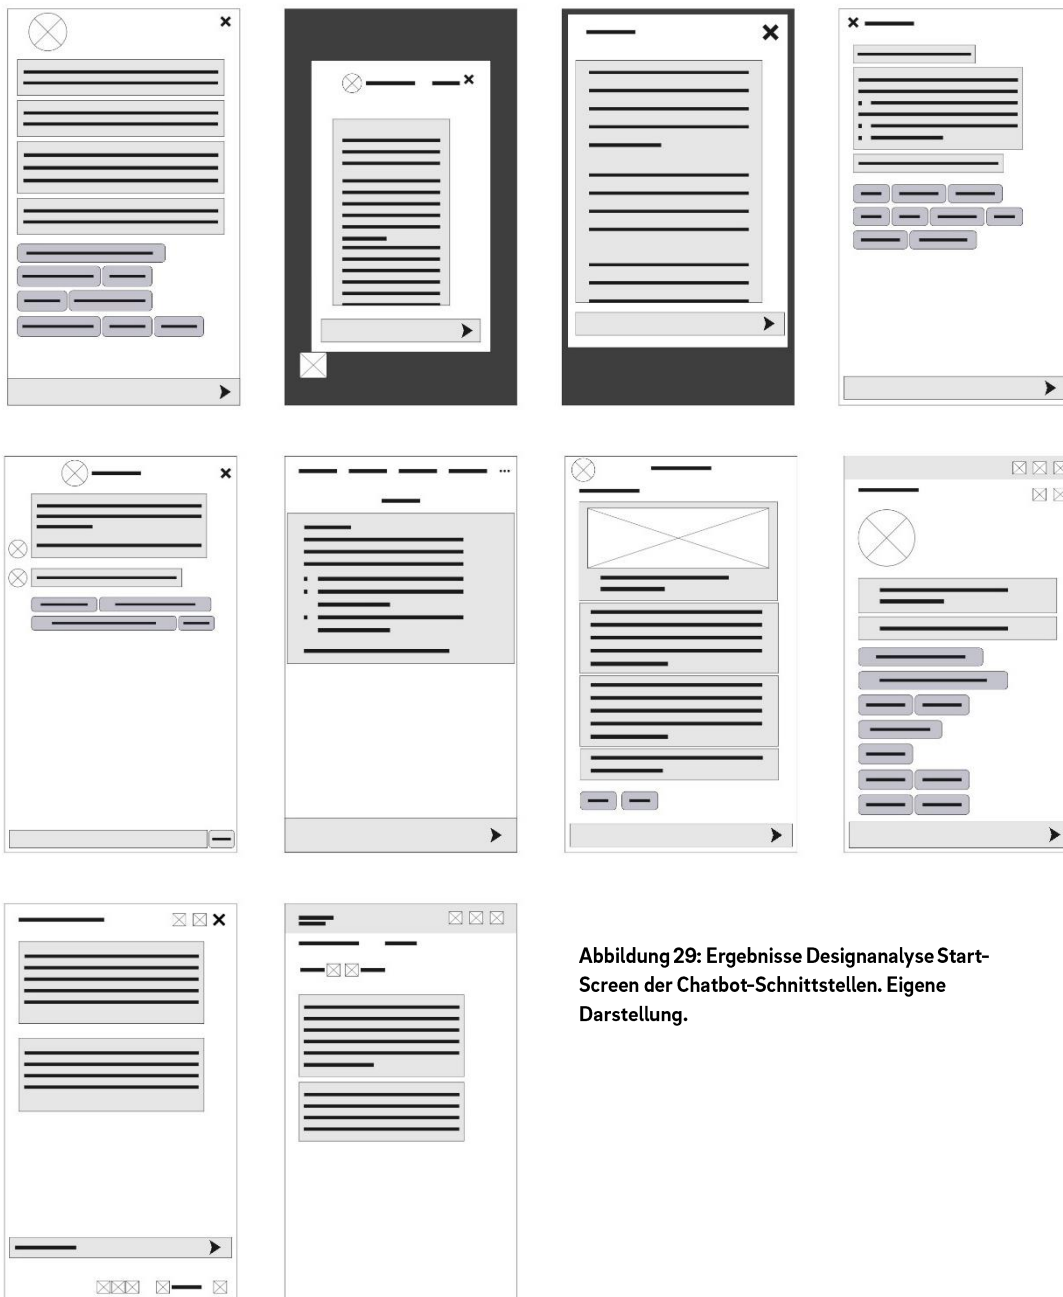 Abbildung 29: Ergebnisse Designanalyse Start-
Screen der Chatbot-Schnittstellen. Eigene
Darstellung.